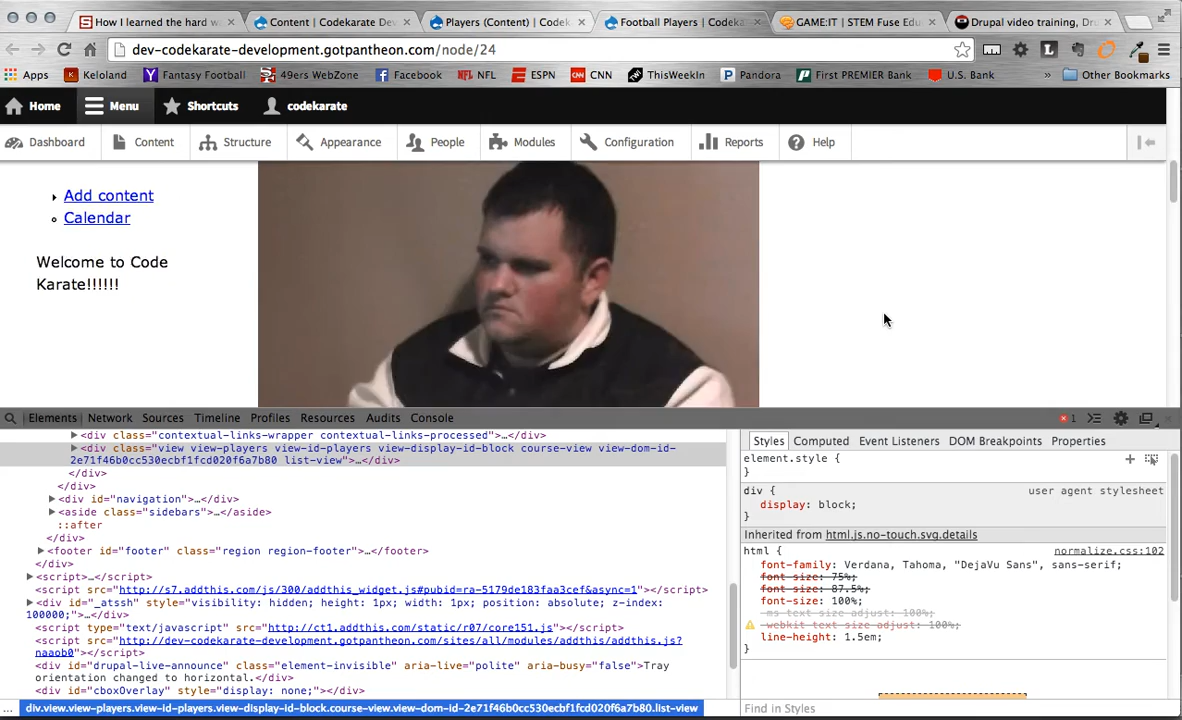 How I learned the hard w
Content | Codekarate De
Players (Content) | Codek
Football Players | Codeka
GAME:IT | STEM Fuse Edu
Drupal video training, Dru
dev-codekarate-development.gotpantheon.com/node/24
Apps Keloland Fantasy Football 49ers WebZone Facebook NFL ESPN CNN ThisWeekIn Pandora First PREMIER Bank U.S. Bank » Other Bookmarks
Home Menu Shortcuts codekarate
Dashboard Content Structure Appearance People Modules Configuration Reports Help
Add content
Calendar
Welcome to Code
Karate!!!!!!
Elements Network Sources Timeline Profiles Resources Audits Console 1
<div class="contextual-links-wrapper contextual-links-processed">…</div>
<div class="view view-players view-id-players view-display-id-block course-view view-dom-id-
2e71f46b0cc530ecbf1fcd020f6a7b80 list-view">…</div>
</div>
</div>
<div id="navigation">…</div>
<aside class="sidebars">…</aside>
::after
</div>
<footer id="footer" class="region region-footer">…</footer>
</div>
<script>…</script>
<script src="http://s7.addthis.com/js/300/addthis_widget.js#pubid=ra-5179de183faa3cef&async=1"></script>
<div id="_atssh" style="visibility: hidden; height: 1px; width: 1px; position: absolute; z-index:
100000;">…</div>
<script type="text/javascript" src="http://ct1.addthis.com/static/r07/core151.js"></script>
<script src="http://dev-codekarate-development.gotpantheon.com/sites/all/modules/addthis/addthis.js?
naaob0"></script>
<div id="drupal-live-announce" class="element-invisible" aria-live="polite" aria-busy="false">Tray
orientation changed to horizontal.</div>
<div id="cboxOverlay" style="display: none;"></div>
... div.view.view-players.view-id-players.view-display-id-block.course-view.view-dom-id-2e71f46b0cc530ecbf1fcd020f6a7b80.list-view
Styles Computed Event Listeners DOM Breakpoints Properties
element.style {
}
div { user agent stylesheet
display: block;
}
Inherited from html.js.no-touch.svg.details
html { normalize.css:102
font-family: Verdana, Tahoma, "DejaVu Sans", sans-serif;
font-size: 75%;
font-size: 87.5%;
font-size: 100%;
-ms-text-size-adjust: 100%;
-webkit-text-size-adjust: 100%;
line-height: 1.5em;
}
Find in Styles